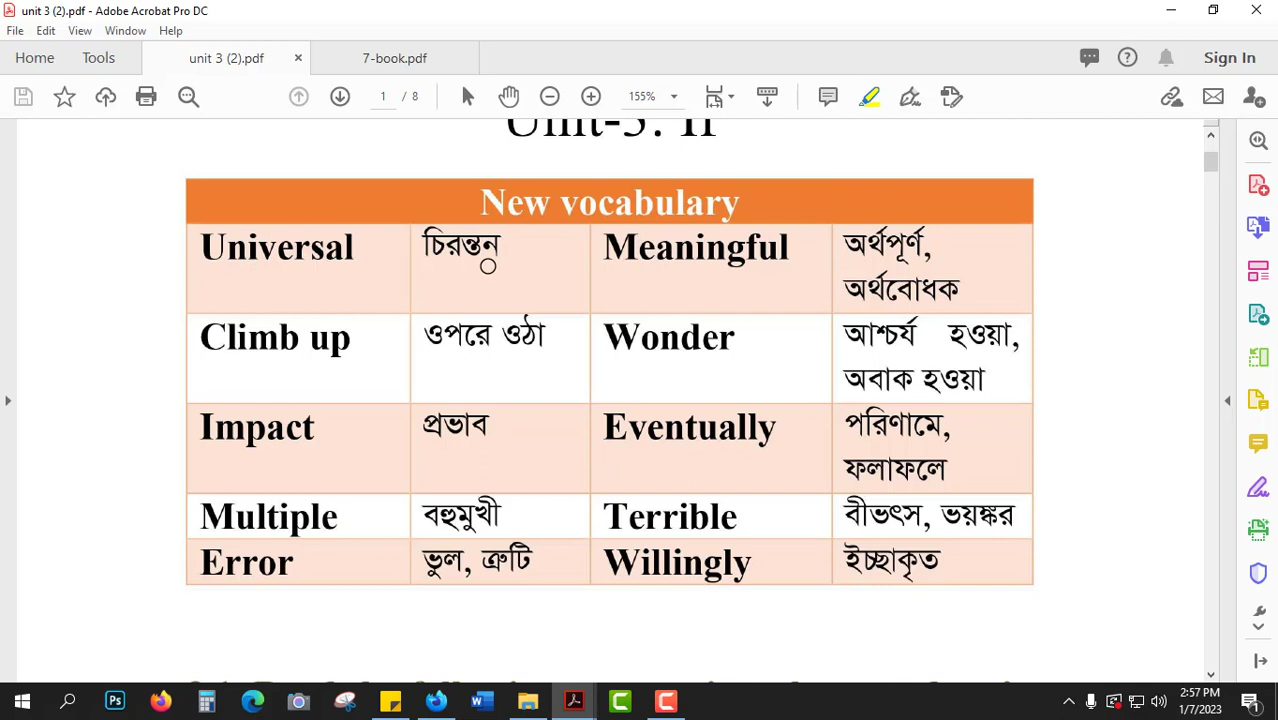 unit 3 (2).pdf - Adobe Acrobat Pro DC
File Edit View Window Help
Home Tools unit 3 (2).pdf × 7-book.pdf Sign In
1 / 8 155%
New vocabulary
Universal চিরন্তন Meaningful অর্থপূর্ণ,
অর্থবোধক
Climb up ওপরে ওঠা Wonder আশ্চর্য হওয়া,
অবাক হওয়া
Impact প্রভাব Eventually পরিণামে,
ফলাফলে
Multiple বহুমুখী Terrible বীভৎস, ভয়ঙ্কর
Error ভুল, ত্রুটি Willingly ইচ্ছাকৃত
2:57 PM
1/7/2023